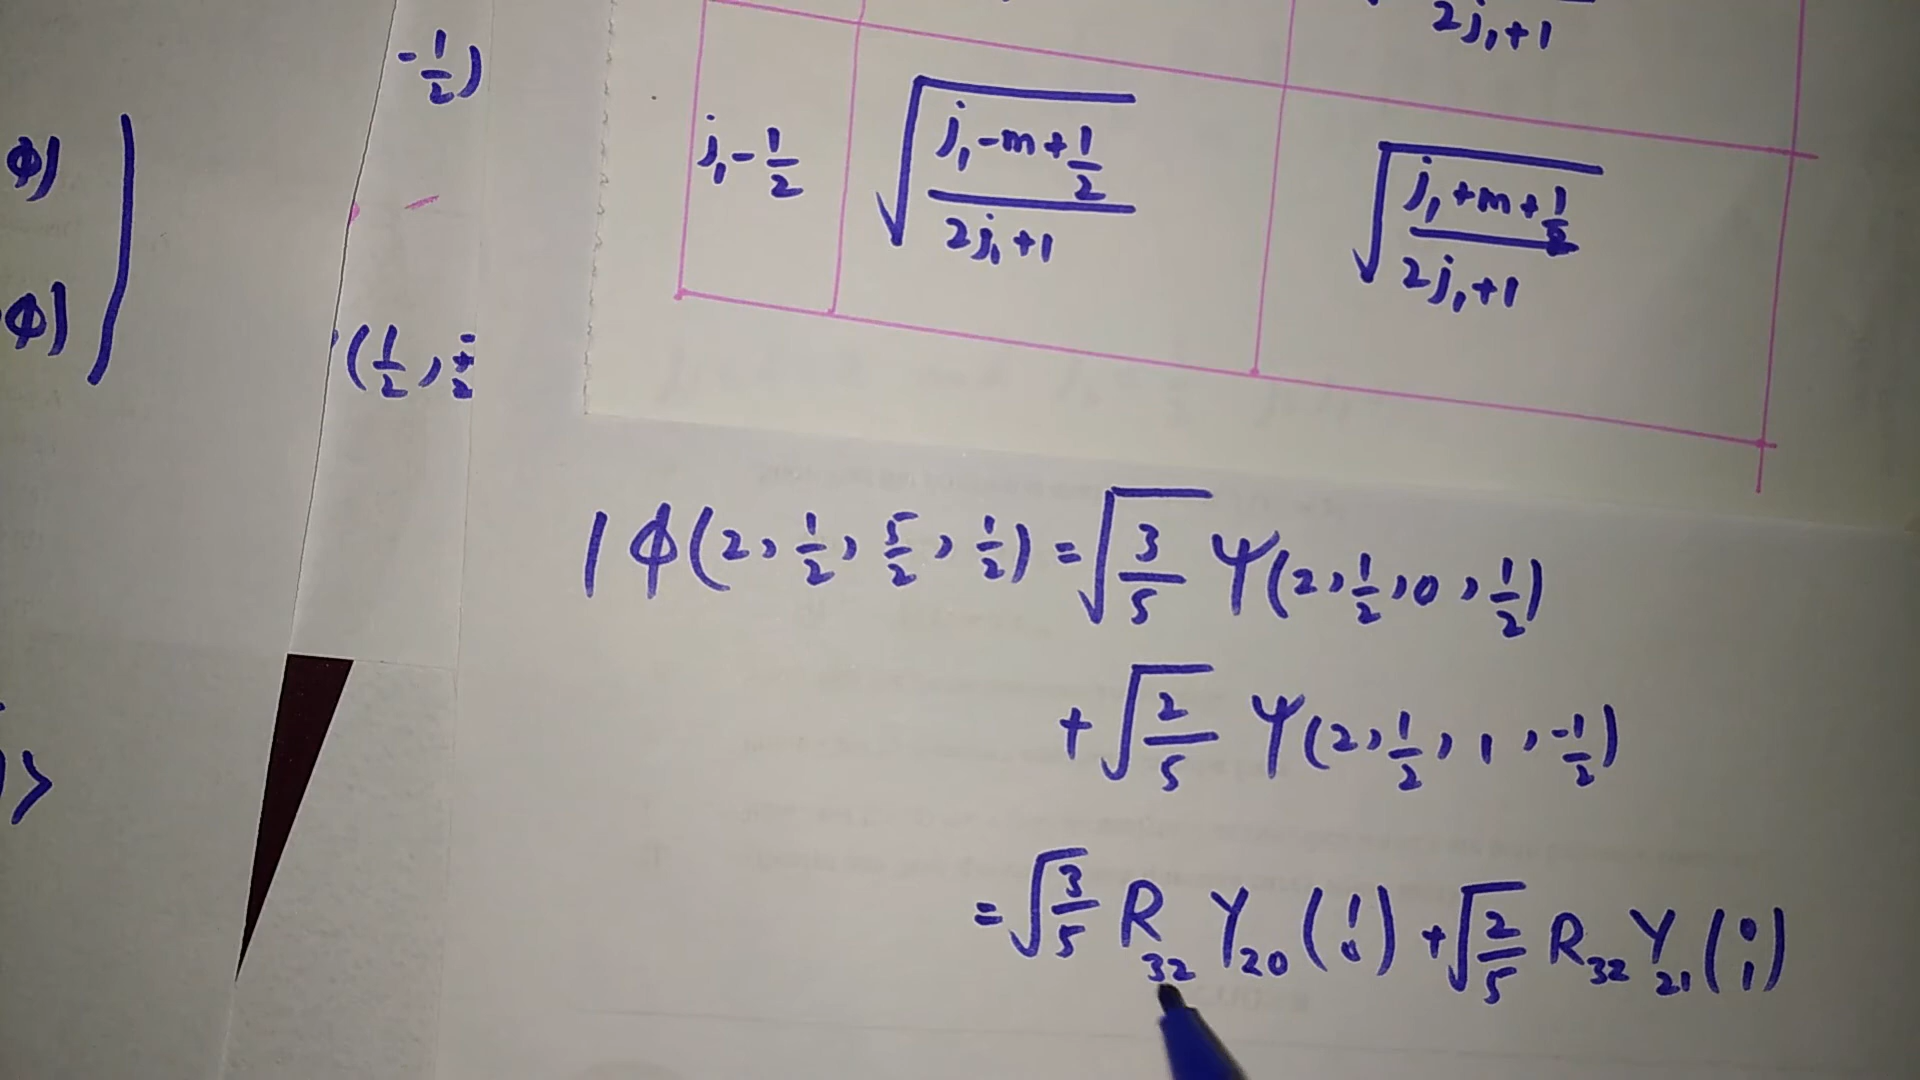 -1/2)
φ)
φ)
(1/2,
2j₁+1
j₁-1/2 √((j₁-m+1/2)/(2j₁+1)) √((j₁+m+1/2)/(2j₁+1))
|φ(2,1/2,5/2,1/2) = √(3/5) Ψ(2,1/2,0,1/2)
+ √(2/5) Ψ(2,1/2,1,-1/2)
>
= √(3/5) R₃₂ Y₂₀ (1 0) + √(2/5) R₃₂ Y₂₁ (0 1)